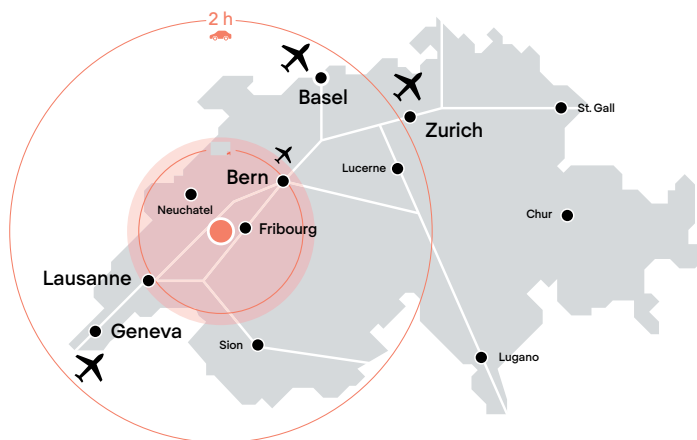 2 h
Basel
Zurich
St. Gall
Bern
Lucerne
Neuchatel
Chur
Fribourg
Lausanne
Geneva
Sion
Lugano